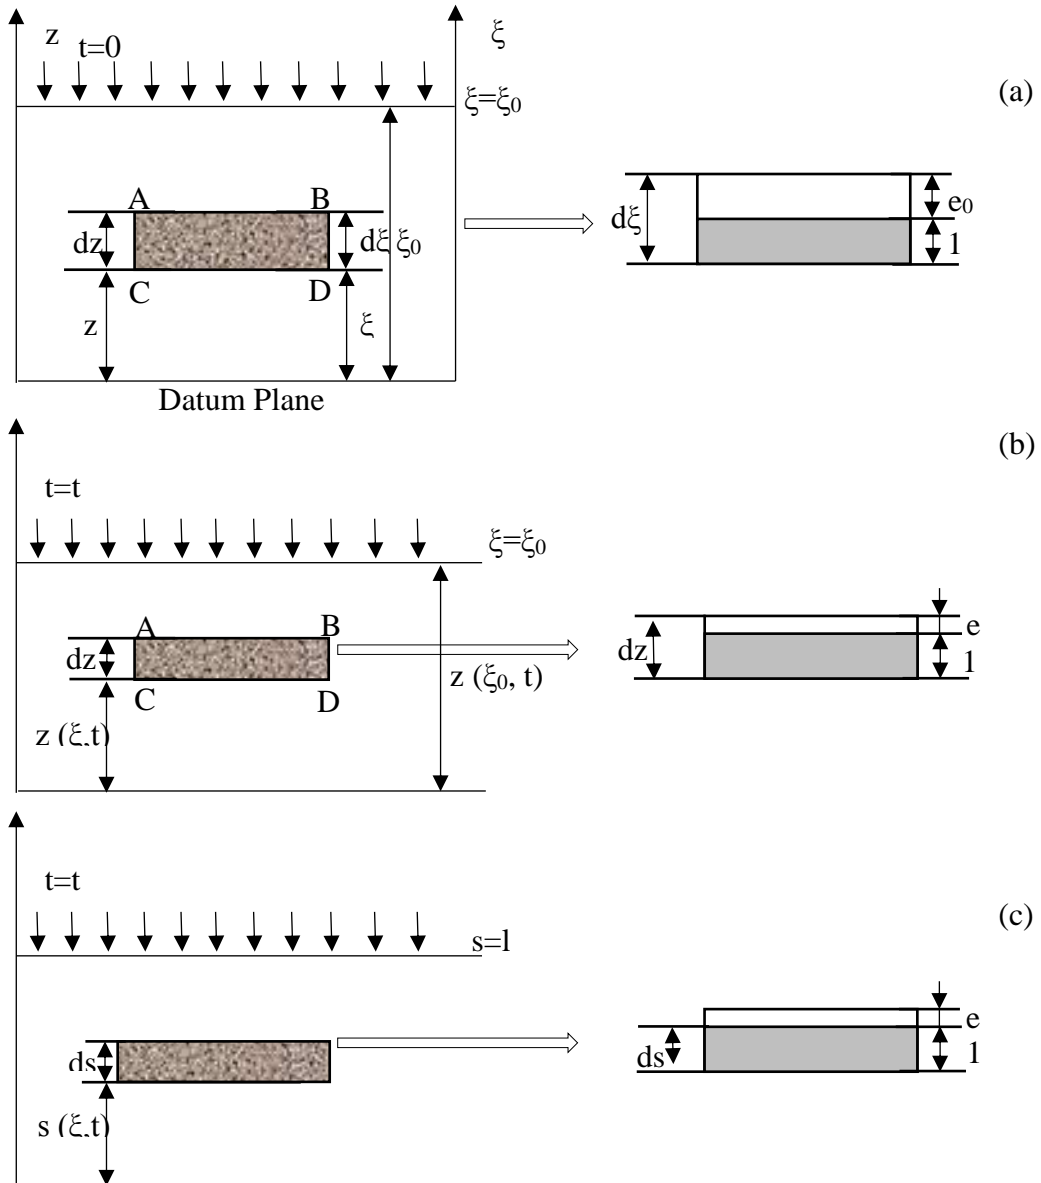 z
t=0
ξ
ξ=ξ₀
(a)
A
B
dz
dξ
ξ₀
C
D
z
ξ
Datum Plane
dξ
e₀
1
(b)
t=t
ξ=ξ₀
A
B
dz
C
D
z (ξ,t)
z (ξ₀, t)
dz
e
1
(c)
t=t
s=l
ds
s (ξ,t)
ds
e
1